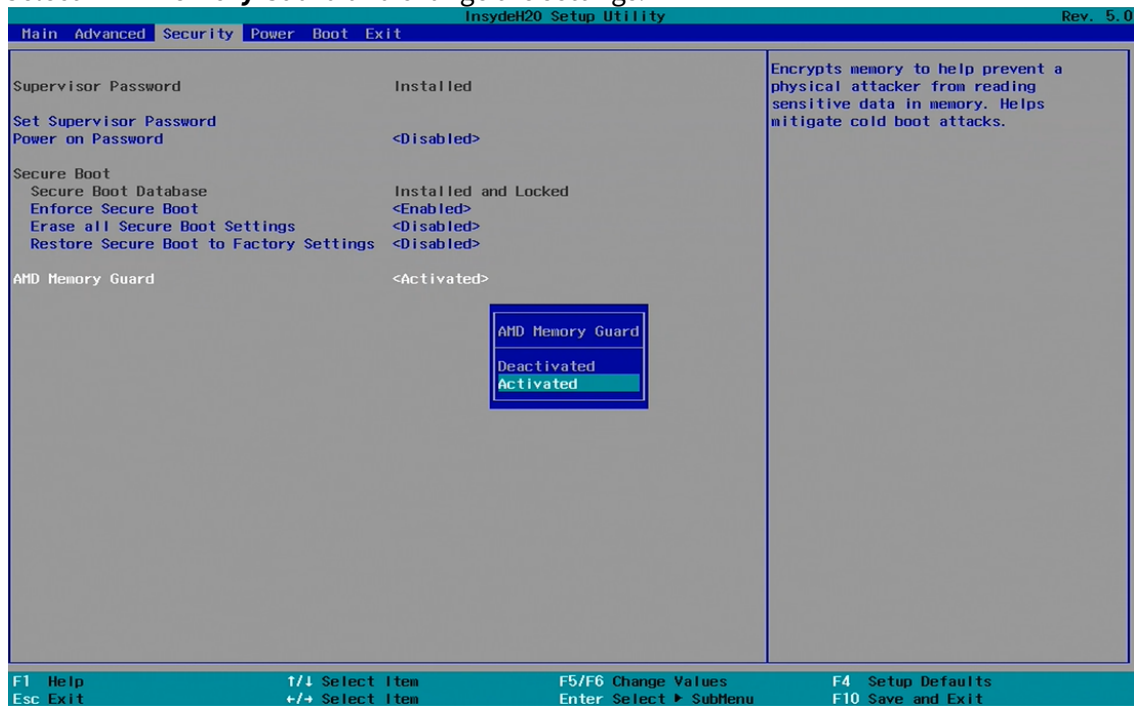 InsydeH20 Setup Utility Rev. 5.0
Main Advanced Security Power Boot Exit
Supervisor Password Installed
Set Supervisor Password
Power on Password <Disabled>
Secure Boot
Secure Boot Database Installed and Locked
Enforce Secure Boot <Enabled>
Erase all Secure Boot Settings <Disabled>
Restore Secure Boot to Factory Settings <Disabled>
AMD Memory Guard <Activated>
AMD Memory Guard
Deactivated
Activated
Encrypts memory to help prevent a
physical attacker from reading
sensitive data in memory. Helps
mitigate cold boot attacks.
F1 Help ↑/↓ Select Item F5/F6 Change Values F4 Setup Defaults
Esc Exit ←/→ Select Item Enter Select ▶ SubMenu F10 Save and Exit